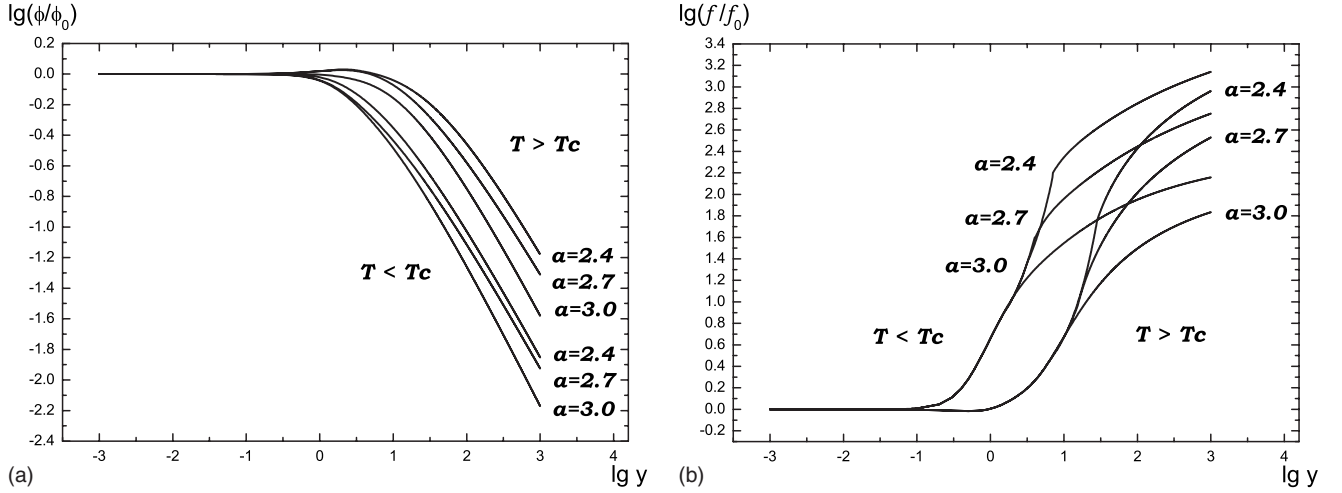 lg(ϕ/ϕ₀)
0.2
0.0
-0.2
-0.4
-0.6
-0.8
-1.0
-1.2
-1.4
-1.6
-1.8
-2.0
-2.2
-2.4
T > Tc
T < Tc
a=2.4
a=2.7
a=3.0
a=2.4
a=2.7
a=3.0
-3 -2 -1 0 1 2 3 4
(a)
lg y
lg(f/f₀)
3.4
3.2
3.0
2.8
2.6
2.4
2.2
2.0
1.8
1.6
1.4
1.2
1.0
0.8
0.6
0.4
0.2
0.0
-0.2
a=2.4
a=2.7
a=3.0
a=2.4
a=2.7
a=3.0
T < Tc
T > Tc
-3 -2 -1 0 1 2 3 4
(b)
lg y